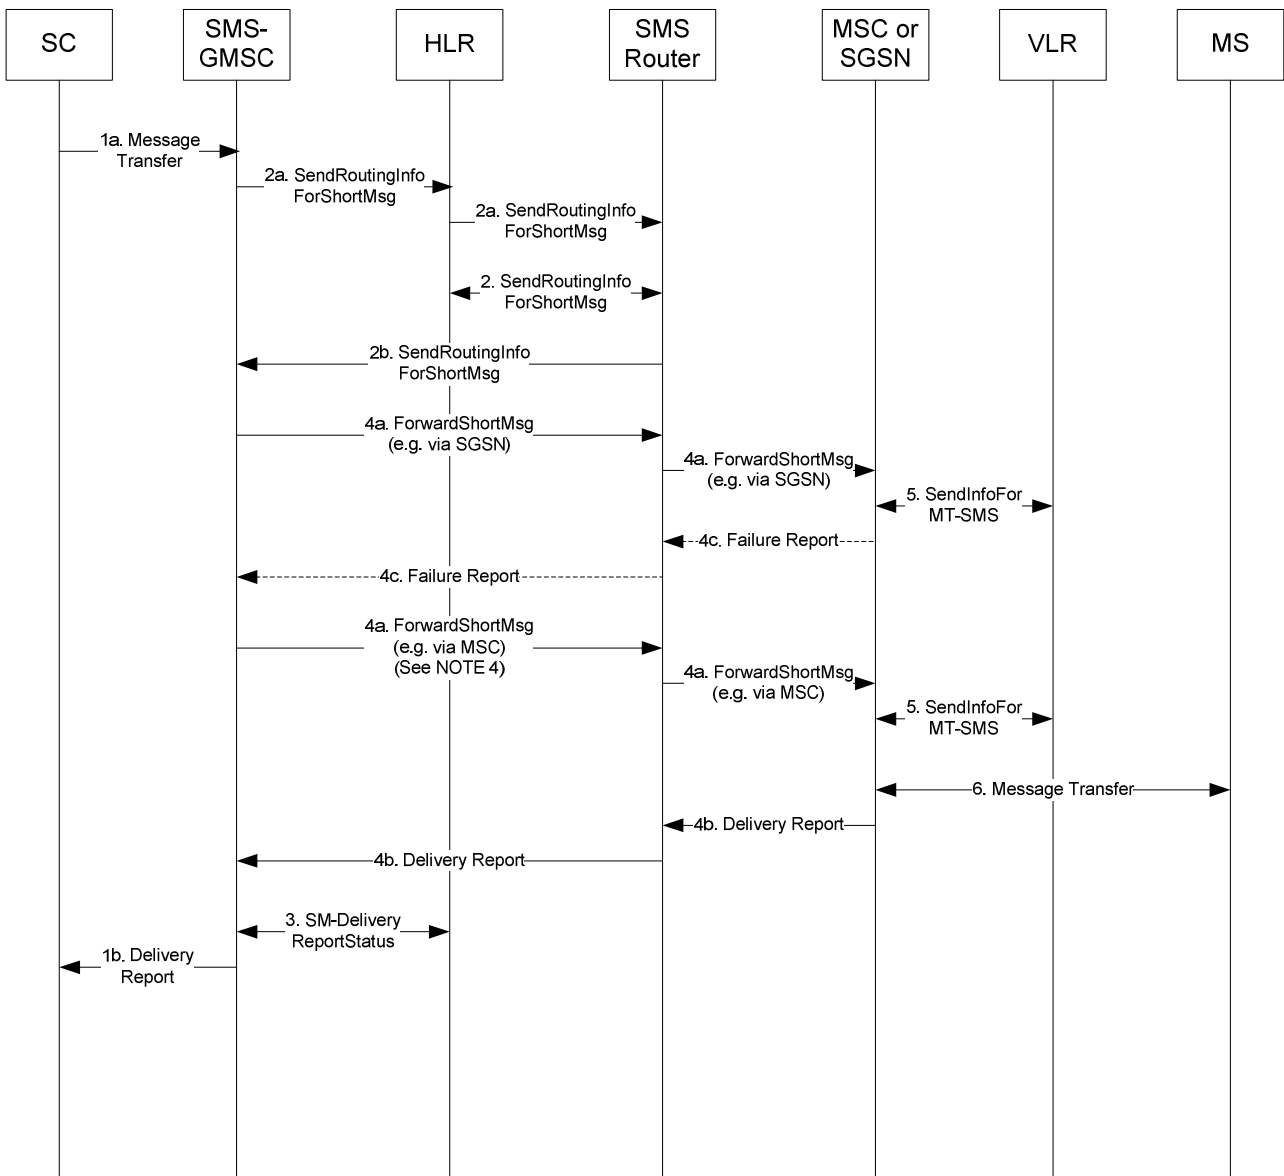 SC
SMS-
GMSC
HLR
SMS
Router
MSC or
SGSN
VLR
MS
1a. Message
Transfer
2a. SendRoutingInfo
ForShortMsg
2a. SendRoutingInfo
ForShortMsg
2. SendRoutingInfo
ForShortMsg
2b. SendRoutingInfo
ForShortMsg
4a. ForwardShortMsg
(e.g. via SGSN)
4a. ForwardShortMsg
(e.g. via SGSN)
5. SendInfoFor
MT-SMS
4c. Failure Report
4c. Failure Report
4a. ForwardShortMsg
(e.g. via MSC)
(See NOTE 4)
4a. ForwardShortMsg
(e.g. via MSC)
5. SendInfoFor
MT-SMS
6. Message Transfer
4b. Delivery Report
4b. Delivery Report
3. SM-Delivery
ReportStatus
1b. Delivery
Report